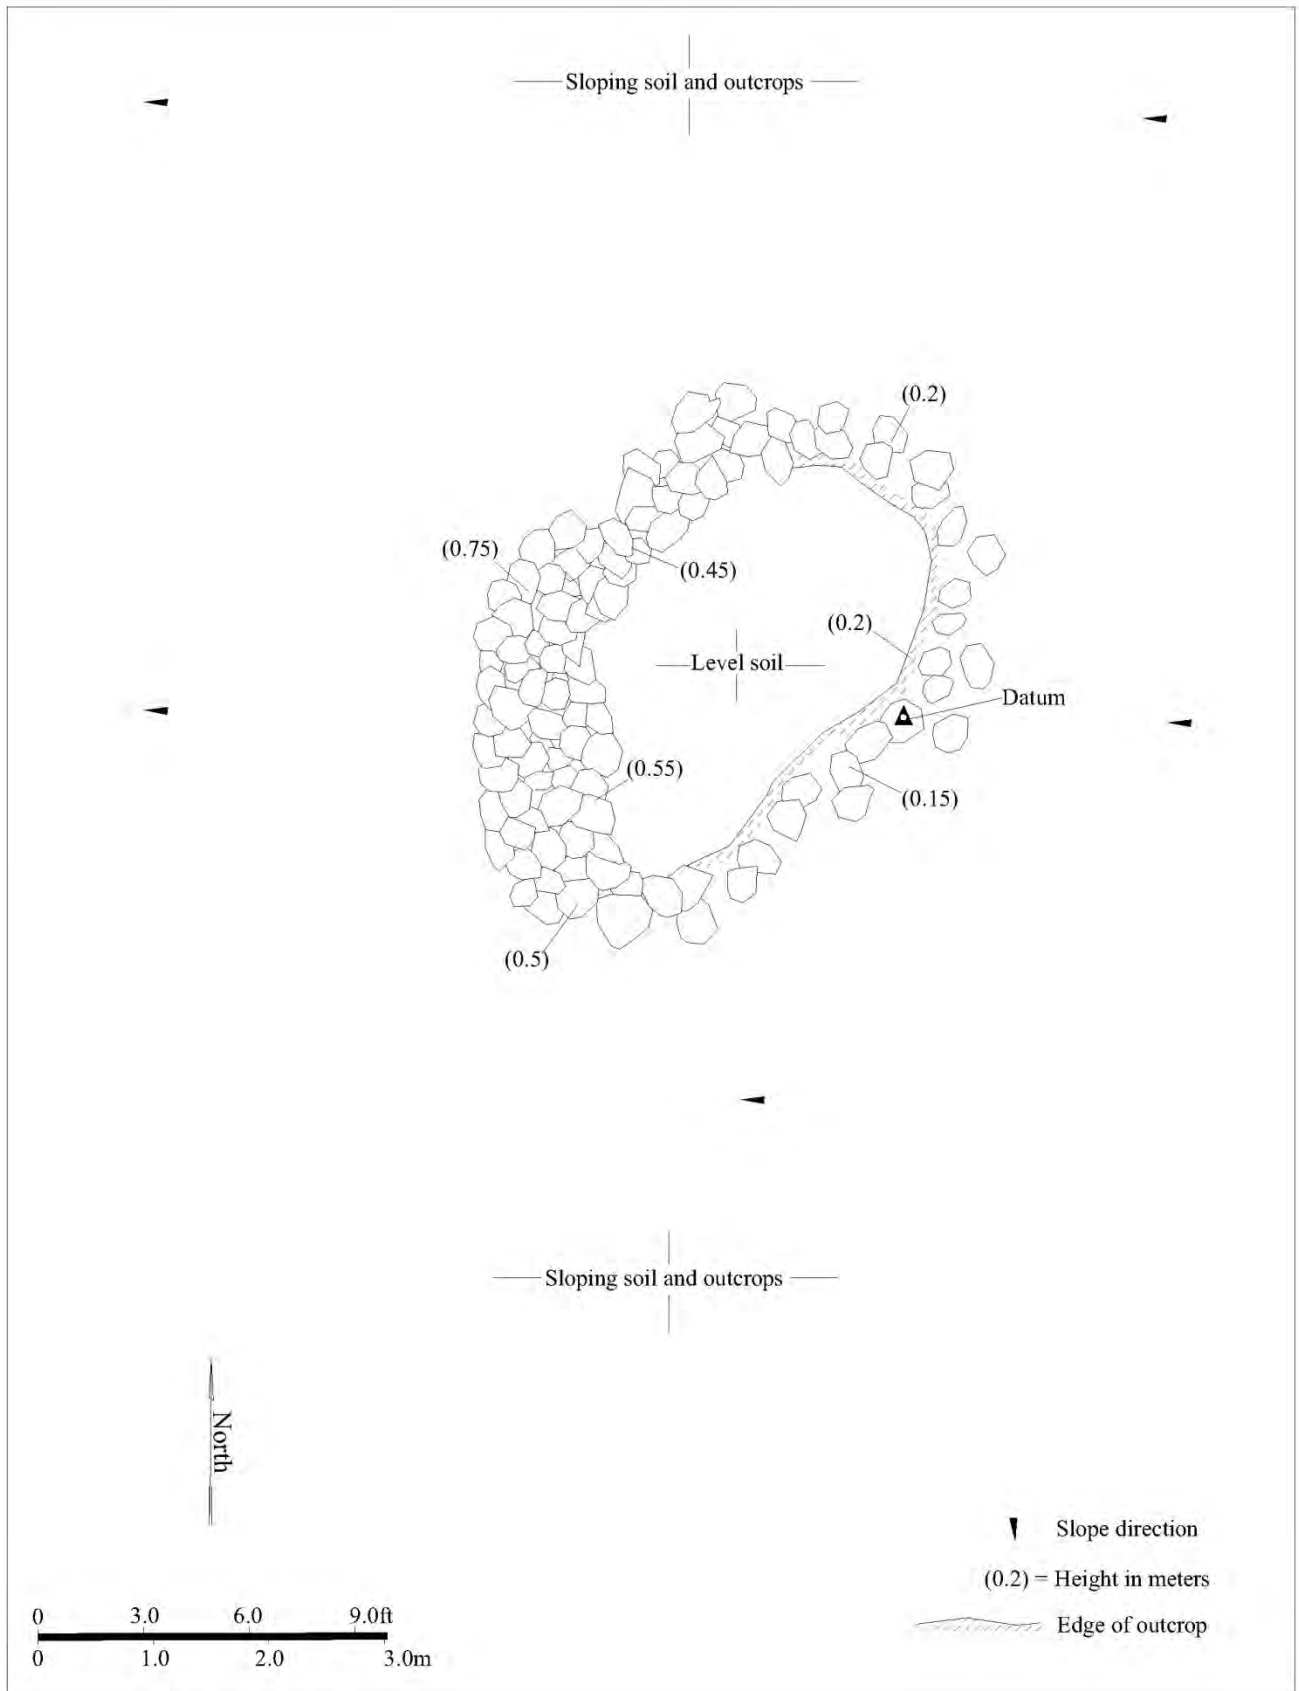 Sloping soil and outcrops
(0.2)
(0.75)
(0.45)
(0.2)
Level soil
Datum
(0.55)
(0.15)
(0.5)
Sloping soil and outcrops
North
Slope direction
(0.2) = Height in meters
Edge of outcrop
0 3.0 6.0 9.0ft
0 1.0 2.0 3.0m